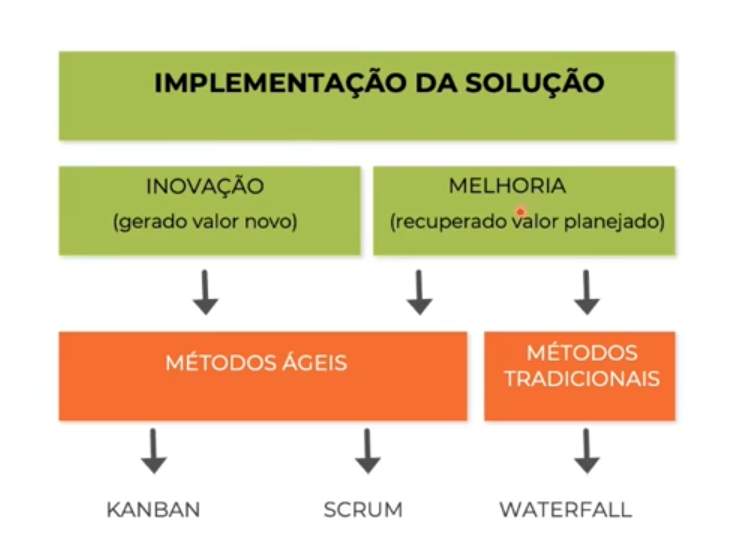 IMPLEMENTAÇÃO DA SOLUÇÃO
INOVAÇÃO
(gerado valor novo)
MELHORIA
(recuperado valor planejado)
MÉTODOS ÁGEIS
MÉTODOS
TRADICIONAIS
KANBAN
SCRUM
WATERFALL